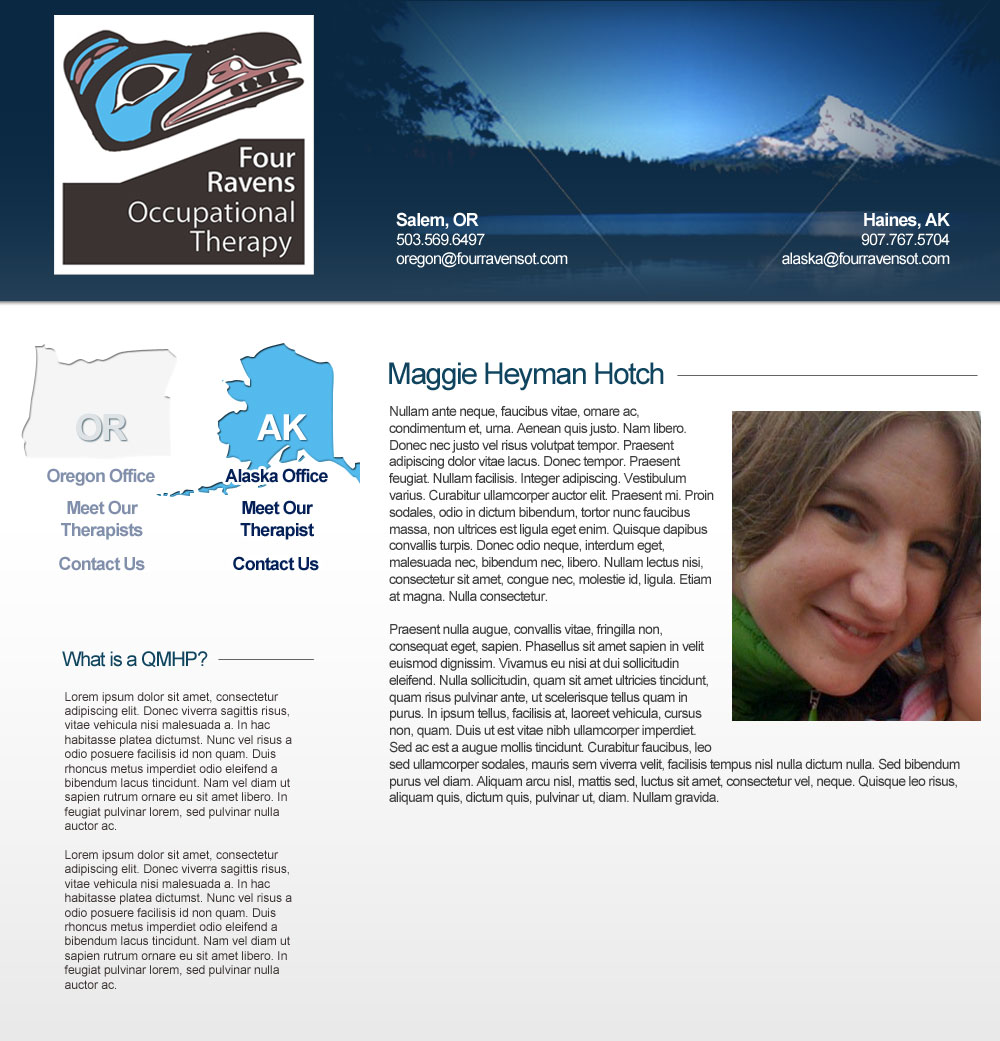 Four
Ravens
Occupational
Therapy
Salem, OR
503.569.6497
oregon@fourravensot.com
Haines, AK
907.767.5704
alaska@fourravensot.com
OR
Oregon Office
Meet Our
Therapists
Contact Us
AK
Alaska Office
Meet Our
Therapist
Contact Us
What is a QMHP?
Lorem ipsum dolor sit amet, consectetur
adipiscing elit. Donec viverra sagittis risus,
vitae vehicula nisi malesuada a. In hac
habitasse platea dictumst. Nunc vel risus a
odio posuere facilisis id non quam. Duis
rhoncus metus imperdiet odio eleifend a
bibendum lacus tincidunt. Nam vel diam ut
sapien rutrum ornare eu sit amet libero. In
feugiat pulvinar lorem, sed pulvinar nulla
auctor ac.
Lorem ipsum dolor sit amet, consectetur
adipiscing elit. Donec viverra sagittis risus,
vitae vehicula nisi malesuada a. In hac
habitasse platea dictumst. Nunc vel risus a
odio posuere facilisis id non quam. Duis
rhoncus metus imperdiet odio eleifend a
bibendum lacus tincidunt. Nam vel diam ut
sapien rutrum ornare eu sit amet libero. In
feugiat pulvinar lorem, sed pulvinar nulla
auctor ac.
Maggie Heyman Hotch
Nullam ante neque, faucibus vitae, ornare ac,
condimentum et, urna. Aenean quis justo. Nam libero.
Donec nec justo vel risus volutpat tempor. Praesent
adipiscing dolor vitae lacus. Donec tempor. Praesent
feugiat. Nullam facilisis. Integer adipiscing. Vestibulum
varius. Curabitur ullamcorper auctor elit. Praesent mi. Proin
sodales, odio in dictum bibendum, tortor nunc faucibus
massa, non ultrices est ligula eget enim. Quisque dapibus
convallis turpis. Donec odio neque, interdum eget,
malesuada nec, bibendum nec, libero. Nullam lectus nisi,
consectetur sit amet, congue nec, molestie id, ligula. Etiam
at magna. Nulla consectetur.
Praesent nulla augue, convallis vitae, fringilla non,
consequat eget, sapien. Phasellus sit amet sapien in velit
euismod dignissim. Vivamus eu nisi at dui sollicitudin
eleifend. Nulla sollicitudin, quam sit amet ultricies tincidunt,
quam risus pulvinar ante, ut scelerisque tellus quam in
purus. In ipsum tellus, facilisis at, laoreet vehicula, cursus
non, quam. Duis ut est vitae nibh ullamcorper imperdiet.
Sed ac est a augue mollis tincidunt. Curabitur faucibus, leo
sed ullamcorper sodales, mauris sem viverra velit, facilisis tempus nisl nulla dictum nulla. Sed bibendum
purus vel diam. Aliquam arcu nisl, mattis sed, luctus sit amet, consectetur vel, neque. Quisque leo risus,
aliquam quis, dictum quis, pulvinar ut, diam. Nullam gravida.